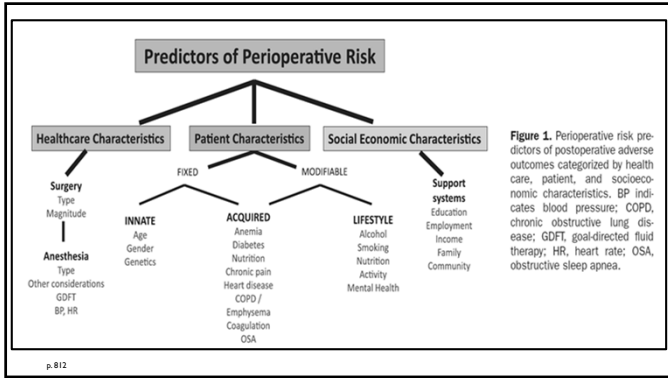 Predictors of Perioperative Risk
Healthcare Characteristics
Patient Characteristics
Social Economic Characteristics
Surgery
Type
Magnitude
Anesthesia
Type
Other considerations
GDFT
BP, HR
FIXED
MODIFIABLE
INNATE
Age
Gender
Genetics
ACQUIRED
Anemia
Diabetes
Nutrition
Chronic pain
Heart disease
COPD /
Emphysema
Coagulation
OSA
LIFESTYLE
Alcohol
Smoking
Nutrition
Activity
Mental Health
Support
systems
Education
Employment
Income
Family
Community
Figure 1. Perioperative risk pre-
dictors of postoperative adverse
outcomes categorized by health
care, patient, and socioeco-
nomic characteristics. BP indi-
cates blood pressure; COPD,
chronic obstructive lung dis-
ease; GDFT, goal-directed fluid
therapy; HR, heart rate; OSA,
obstructive sleep apnea.
p. 812